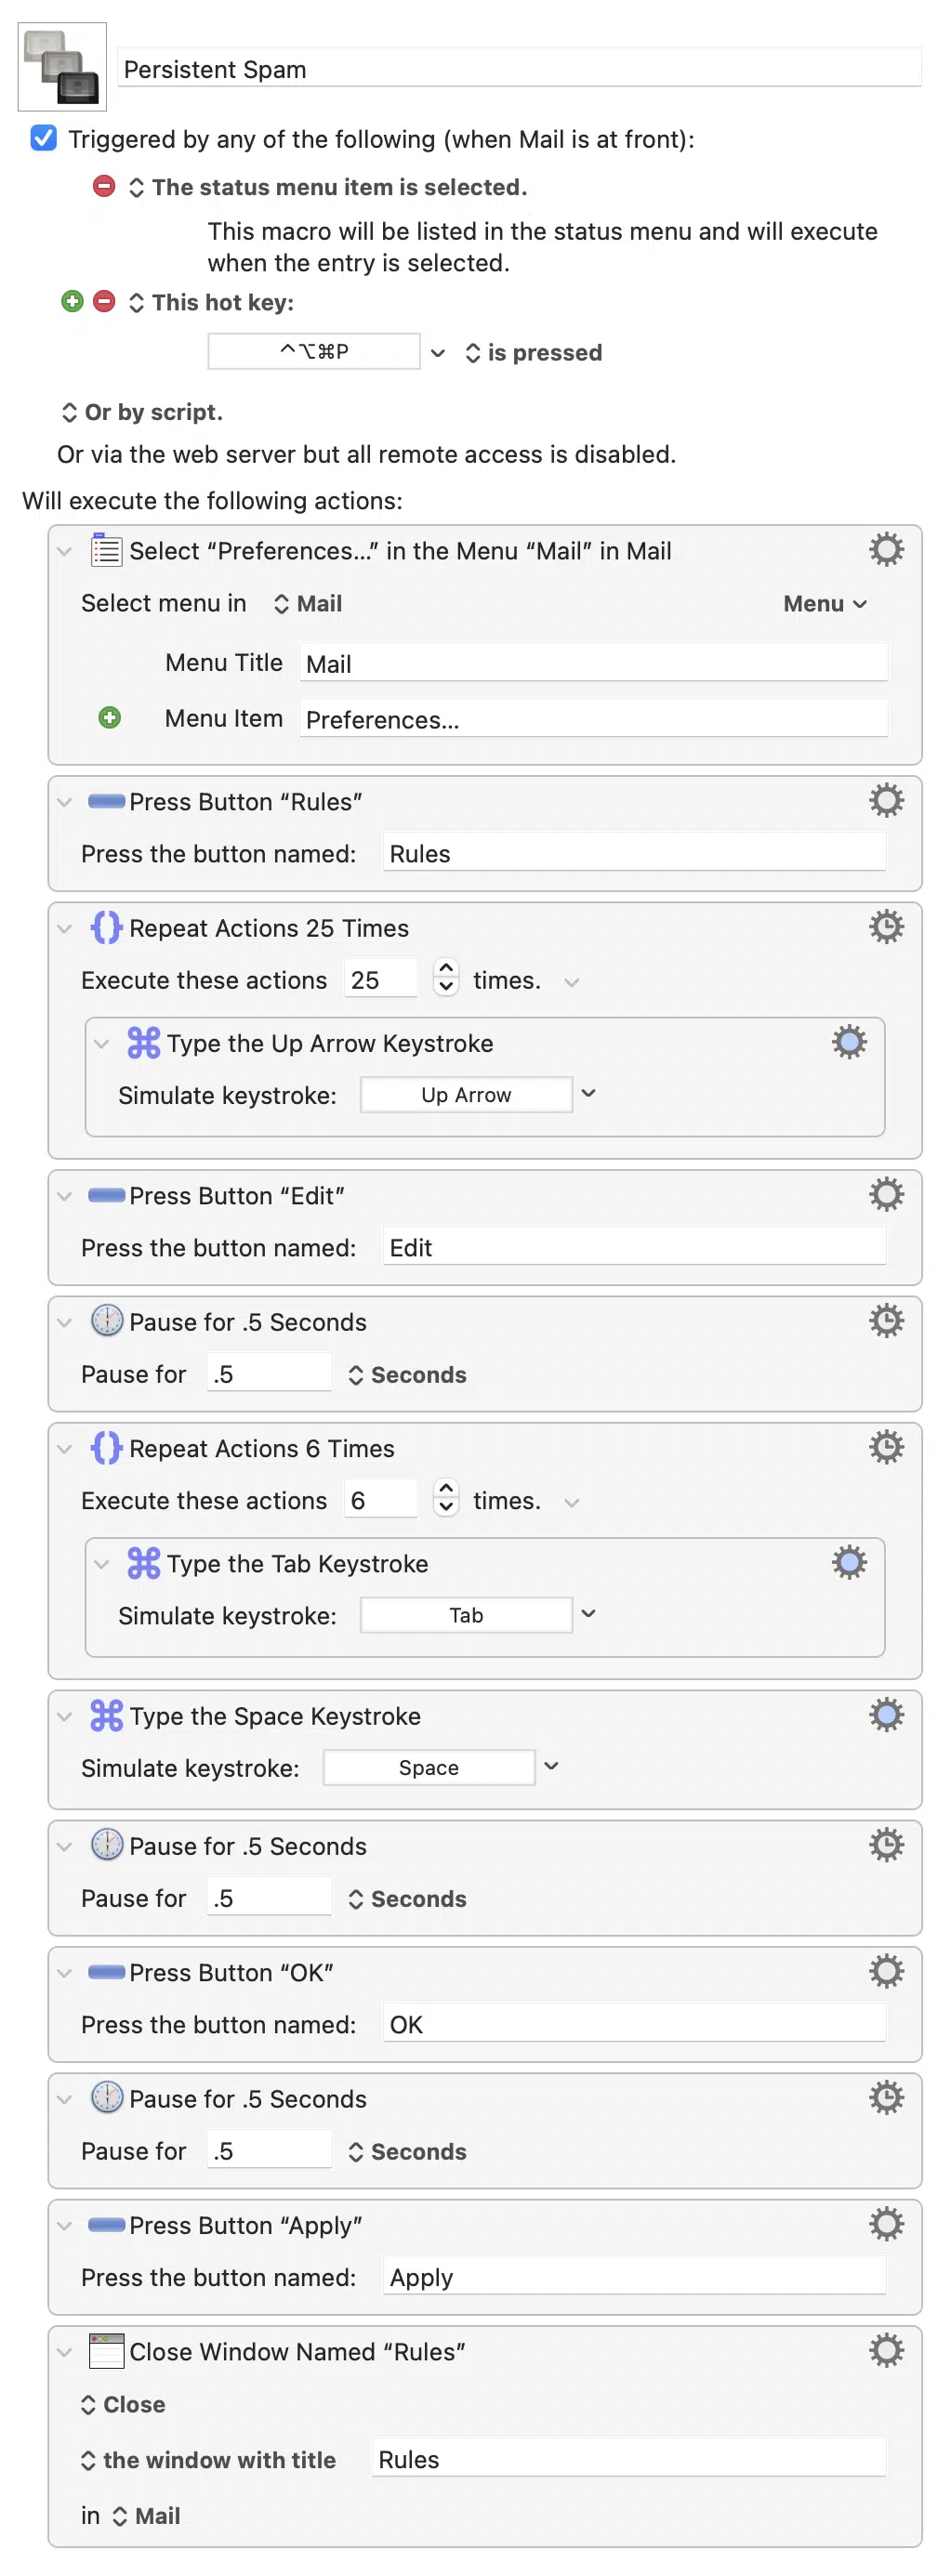 Persistent Spam
Triggered by any of the following (when Mail is at front):
The status menu item is selected.
This macro will be listed in the status menu and will execute
when the entry is selected.
This hot key:
^⌥⌘P is pressed
Or by script.
Or via the web server but all remote access is disabled.
Will execute the following actions:
Select “Preferences...” in the Menu “Mail” in Mail
Select menu in Mail Menu
Menu Title Mail
Menu Item Preferences...
Press Button “Rules”
Press the button named: Rules
Repeat Actions 25 Times
Execute these actions 25 times.
Type the Up Arrow Keystroke
Simulate keystroke: Up Arrow
Press Button “Edit”
Press the button named: Edit
Pause for .5 Seconds
Pause for .5 Seconds
Repeat Actions 6 Times
Execute these actions 6 times.
Type the Tab Keystroke
Simulate keystroke: Tab
Type the Space Keystroke
Simulate keystroke: Space
Pause for .5 Seconds
Pause for .5 Seconds
Press Button “OK”
Press the button named: OK
Pause for .5 Seconds
Pause for .5 Seconds
Press Button “Apply”
Press the button named: Apply
Close Window Named “Rules”
Close
the window with title Rules
in Mail